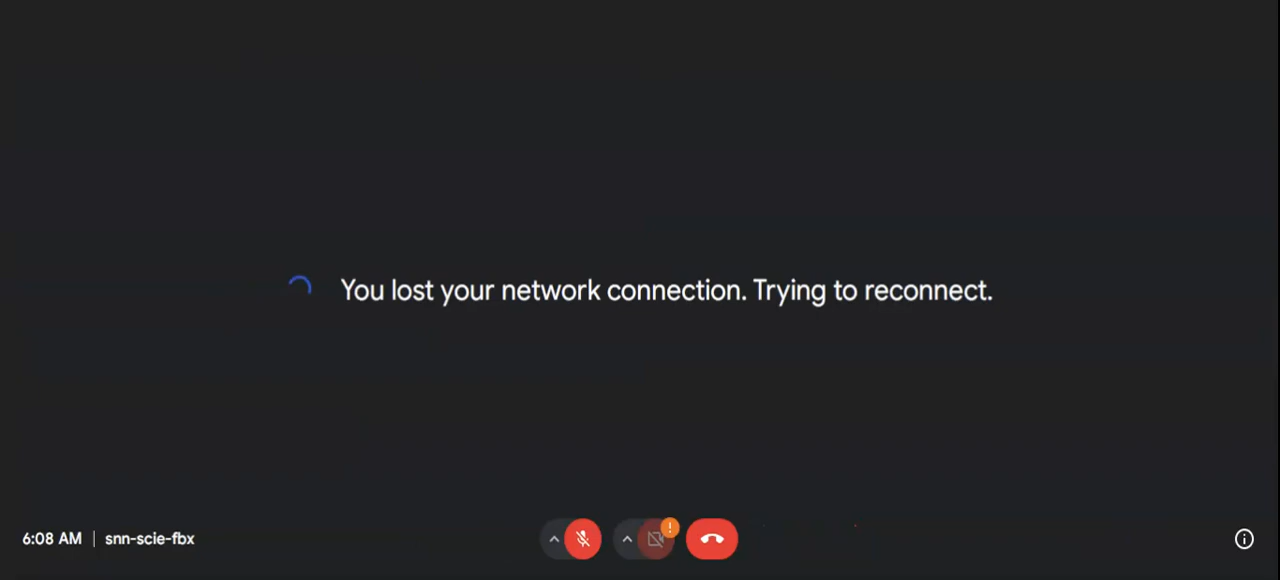 You lost your network connection. Trying to reconnect.
6:08 AM | snn-scie-fbx